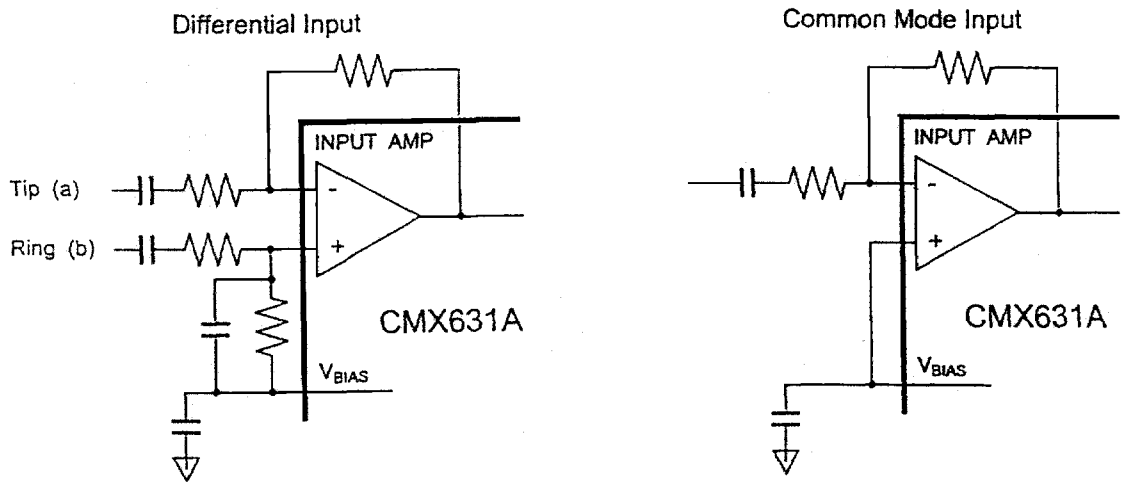 Differential Input
INPUT AMP
-
Tip (a)
Ring (b)
+
CMX631A
VBIAS
Common Mode Input
INPUT AMP
-
+
CMX631A
VBIAS